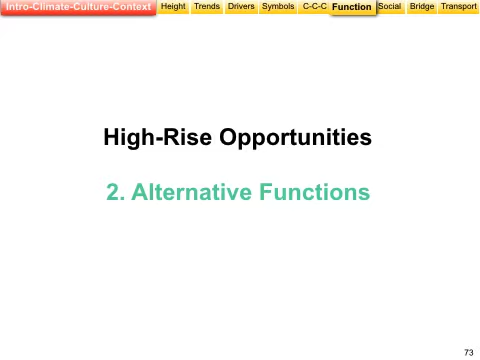 Intro-Climate-Culture-Context Height Trends Drivers Symbols C-C-C Function Social Bridge Transport
High-Rise Opportunities
2. Alternative Functions
73